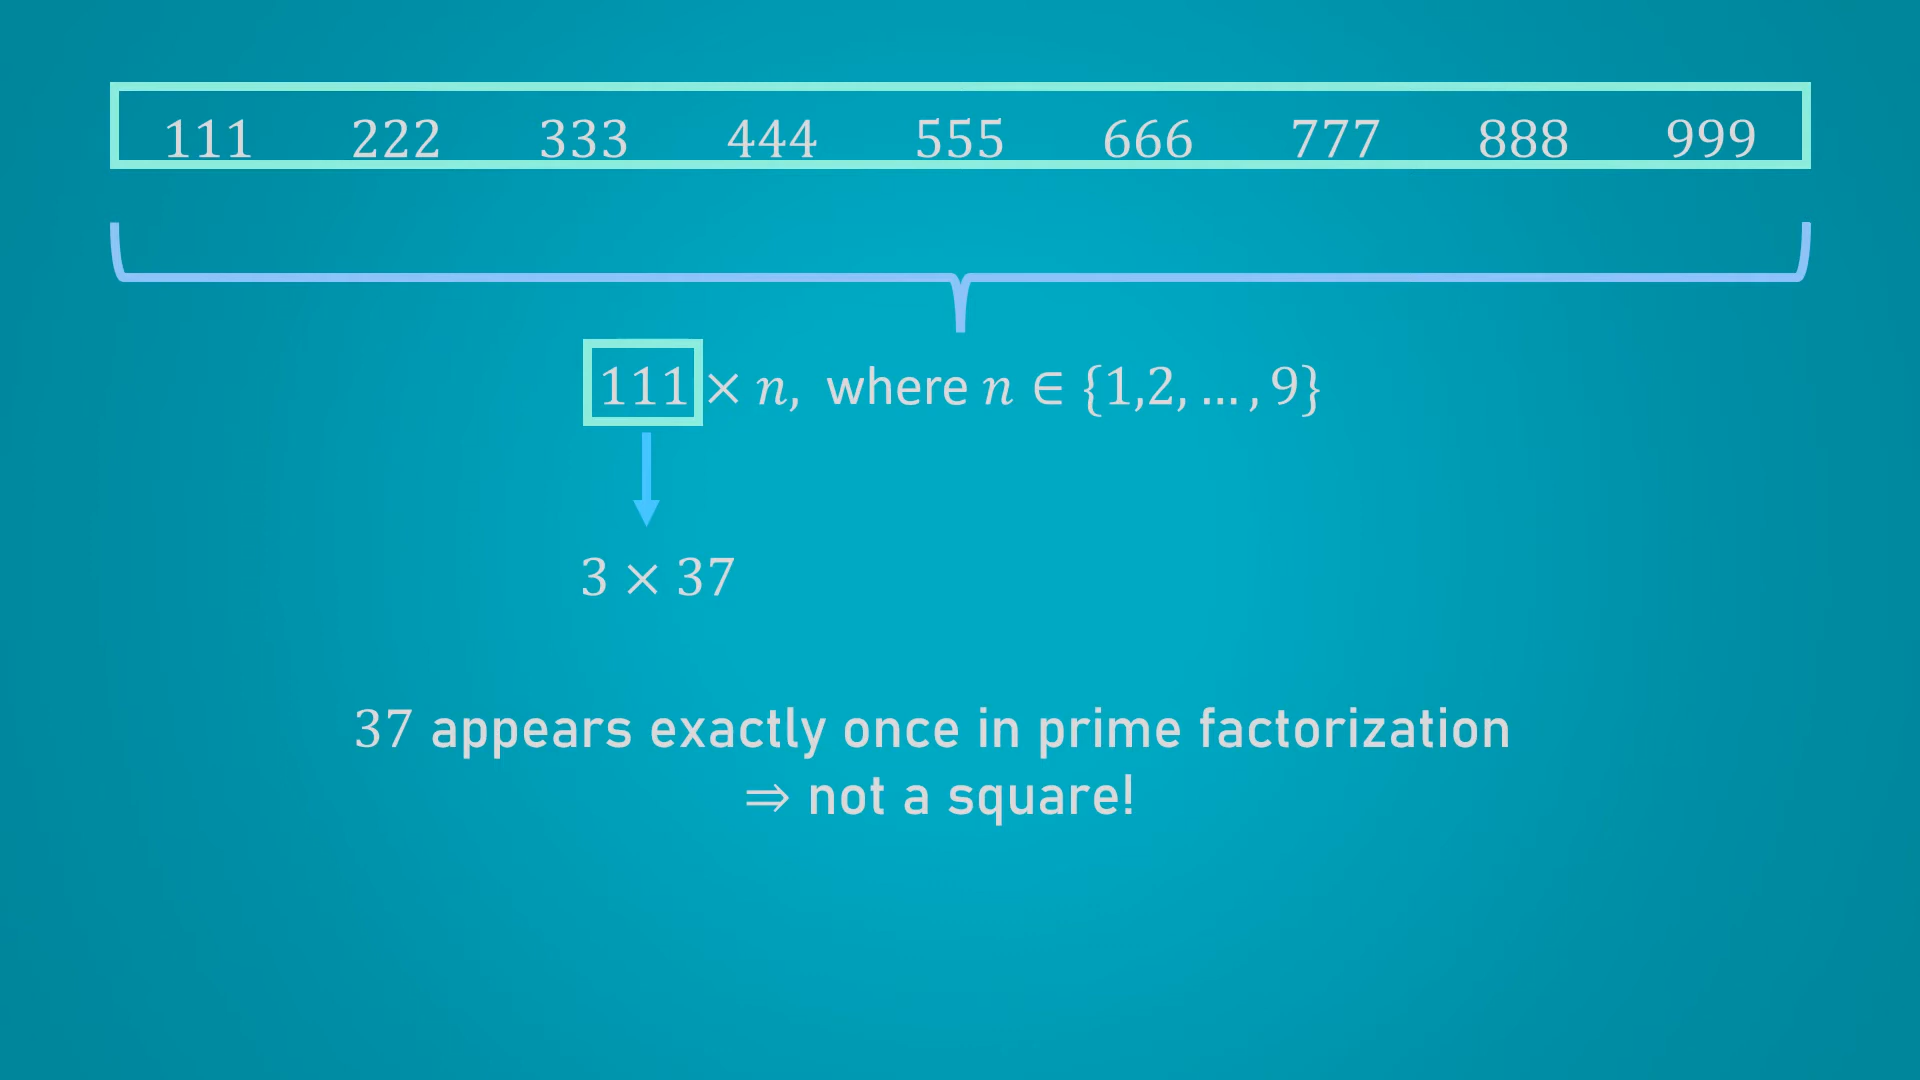 111 222 333 444 555 666 777 888 999
111 × n, where n ∈ {1,2, … , 9}
3 × 37
37 appears exactly once in prime factorization
⇒ not a square!